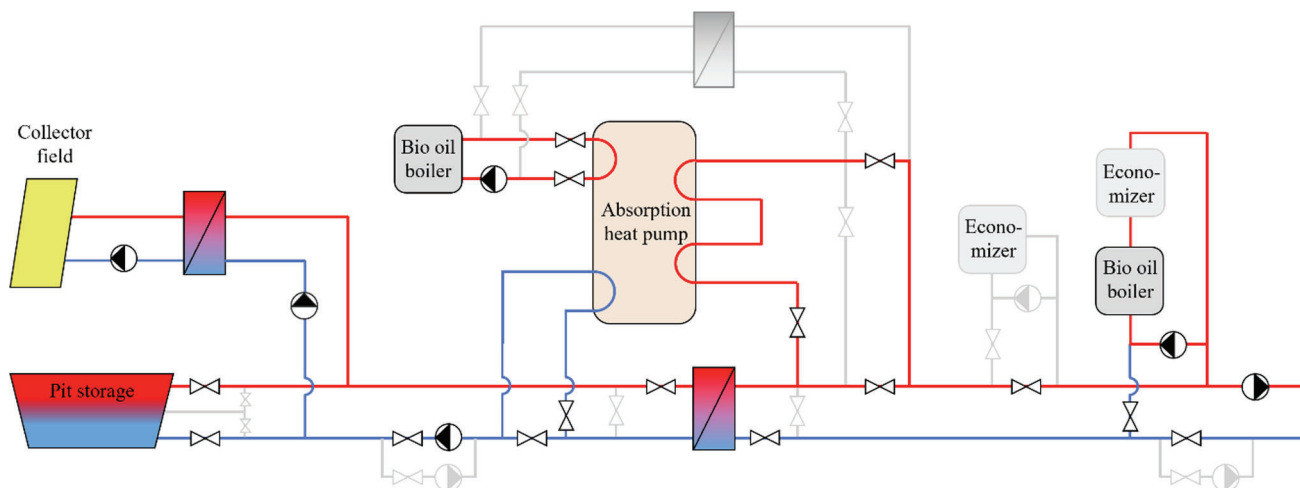 Collector
field
Bio oil
boiler
Absorption
heat pump
Econo-
mizer
Econo-
mizer
Bio oil
boiler
Pit storage